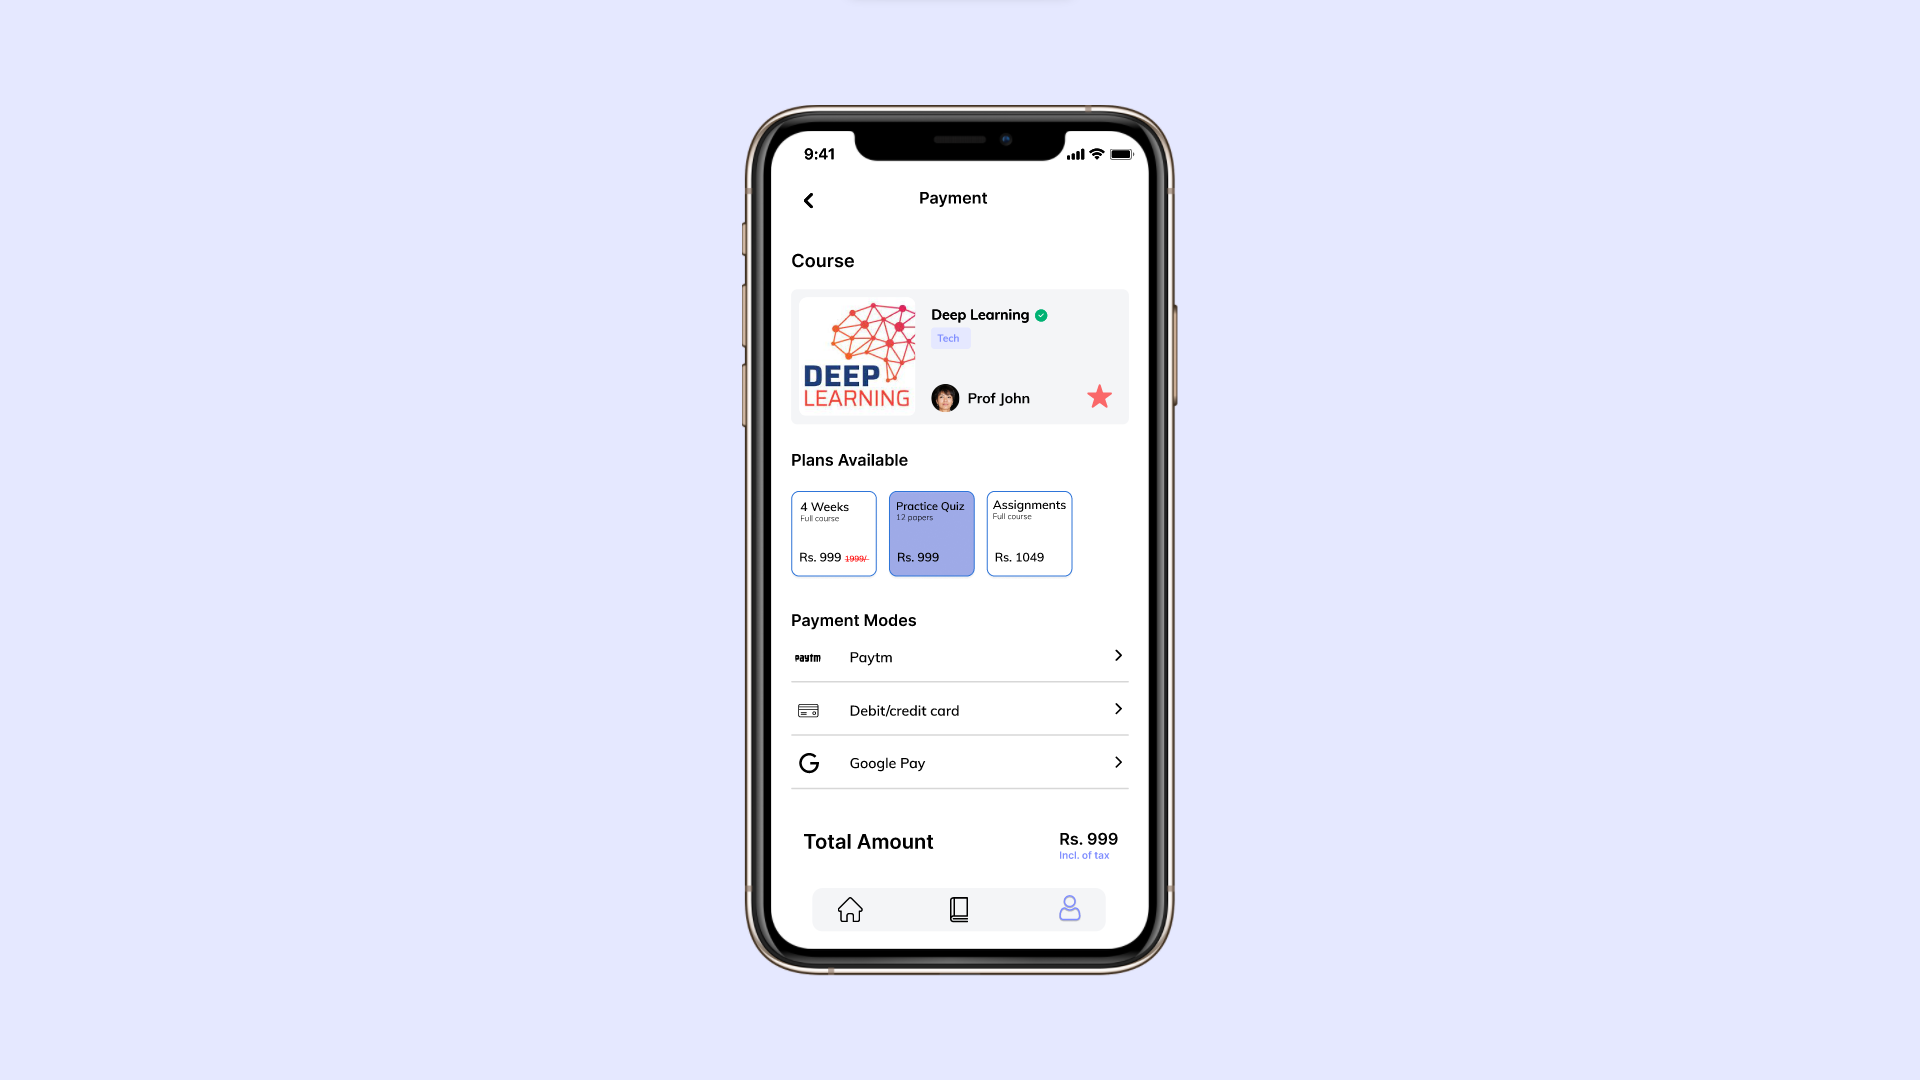 9:41
Payment
Course
DEEP
LEARNING
Deep Learning
Tech
Prof John
Plans Available
4 Weeks
Full course
Rs. 999 1999/-
Practice Quiz
12 papers
Rs. 999
Assignments
Full course
Rs. 1049
Payment Modes
paytm Paytm
Debit/credit card
G Google Pay
Total Amount Rs. 999
Incl. of tax